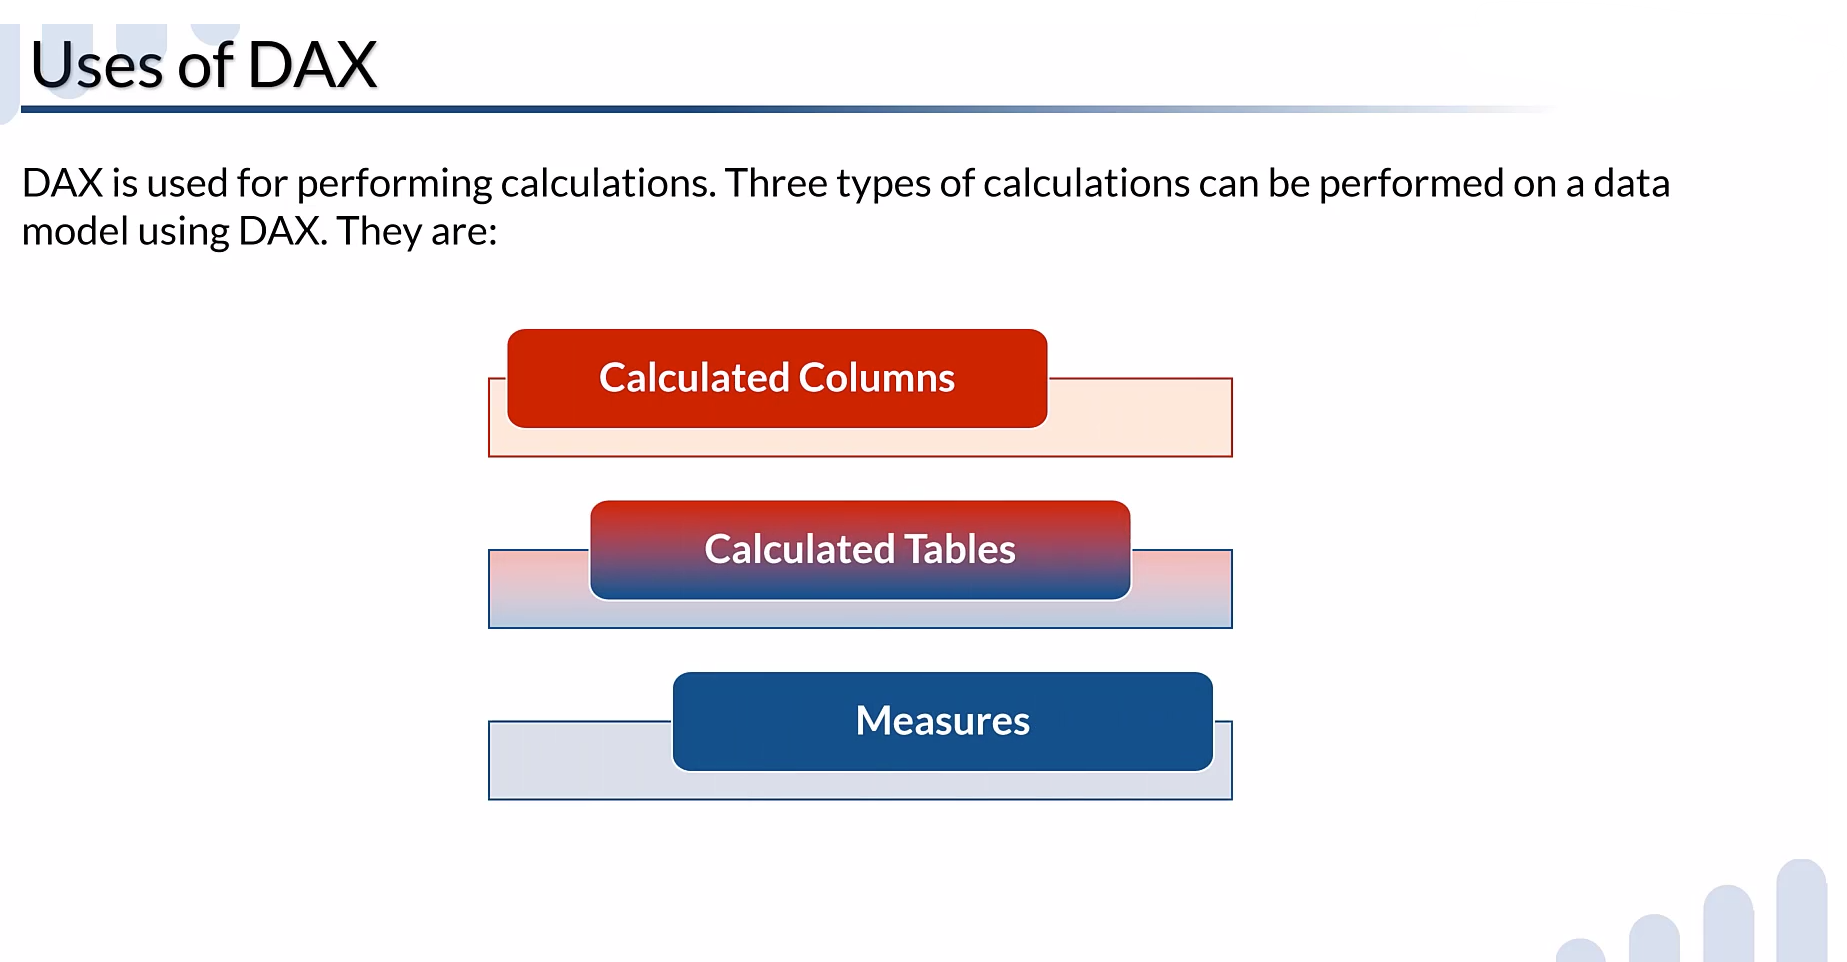 Uses of DAX
DAX is used for performing calculations. Three types of calculations can be performed on a data
model using DAX. They are:
Calculated Columns
Calculated Tables
Measures